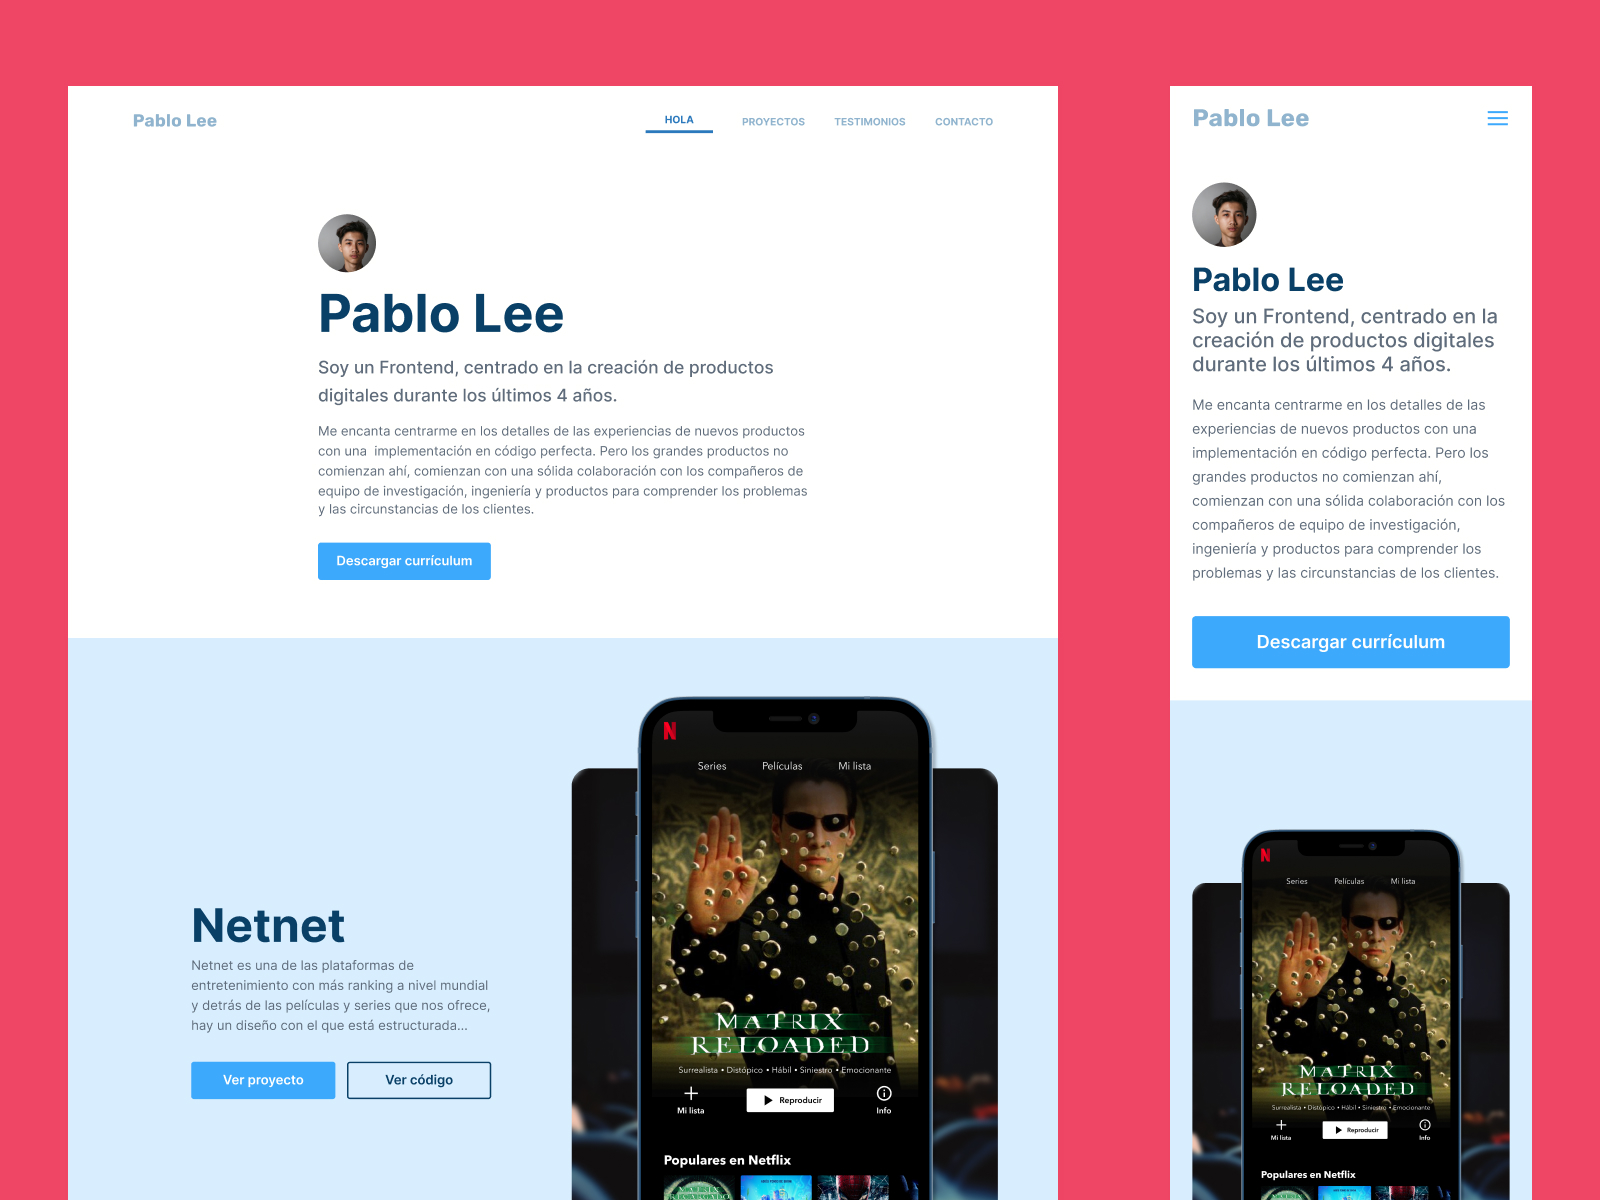 Pablo Lee
HOLA
PROYECTOS
TESTIMONIOS
CONTACTO
Pablo Lee
Soy un Frontend, centrado en la creación de productos
digitales durante los últimos 4 años.
Me encanta centrarme en los detalles de las experiencias de nuevos productos
con una  implementación en código perfecta. Pero los grandes productos no
comienzan ahí, comienzan con una sólida colaboración con los compañeros de
equipo de investigación, ingeniería y productos para comprender los problemas
y las circunstancias de los clientes.
Descargar currículum
Netnet
Netnet es una de las plataformas de
entretenimiento con más ranking a nivel mundial
y detrás de las películas y series que nos ofrece,
hay un diseño con el que está estructurada...
Ver proyecto
Ver código
N
Series
Películas
Mi lista
MATRIX
RELOADED
Surrealista • Distópico • Hábil • Siniestro • Emocionante
Mi lista
Reproducir
Info
Populares en Netflix
Pablo Lee
Pablo Lee
Soy un Frontend, centrado en la
creación de productos digitales
durante los últimos 4 años.
Me encanta centrarme en los detalles de las
experiencias de nuevos productos con una
implementación en código perfecta. Pero los
grandes productos no comienzan ahí,
comienzan con una sólida colaboración con los
compañeros de equipo de investigación,
ingeniería y productos para comprender los
problemas y las circunstancias de los clientes.
Descargar currículum
N
Series
Películas
Mi lista
MATRIX
RELOADED
Surrealista • Distópico • Hábil • Siniestro • Emocionante
Mi lista
Reproducir
Info
Populares en Netflix